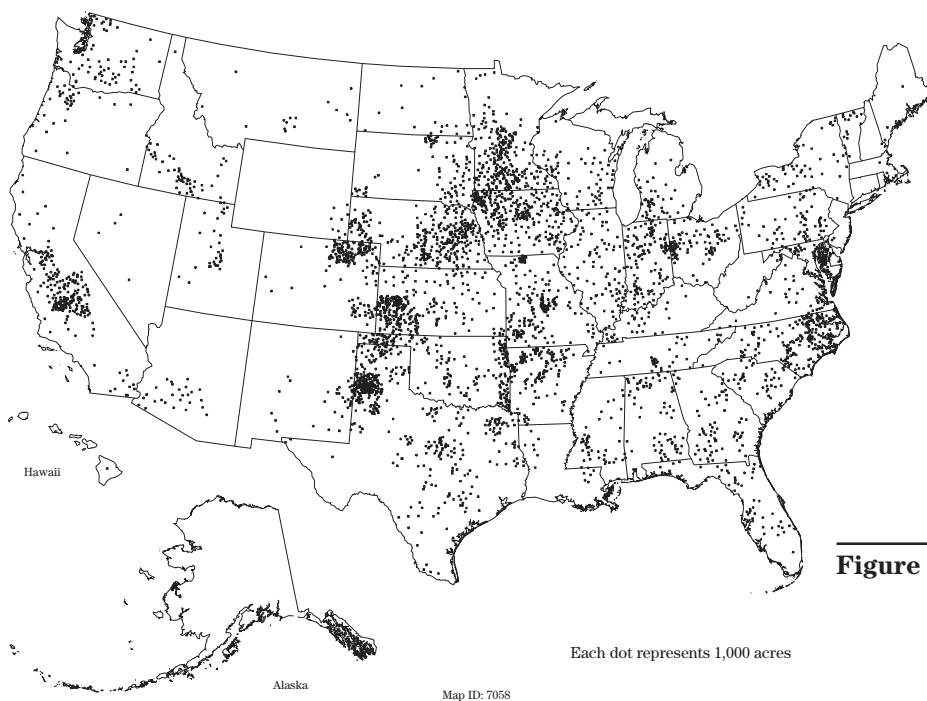 Hawaii
Figure
Each dot represents 1,000 acres
Alaska
Map ID: 7058